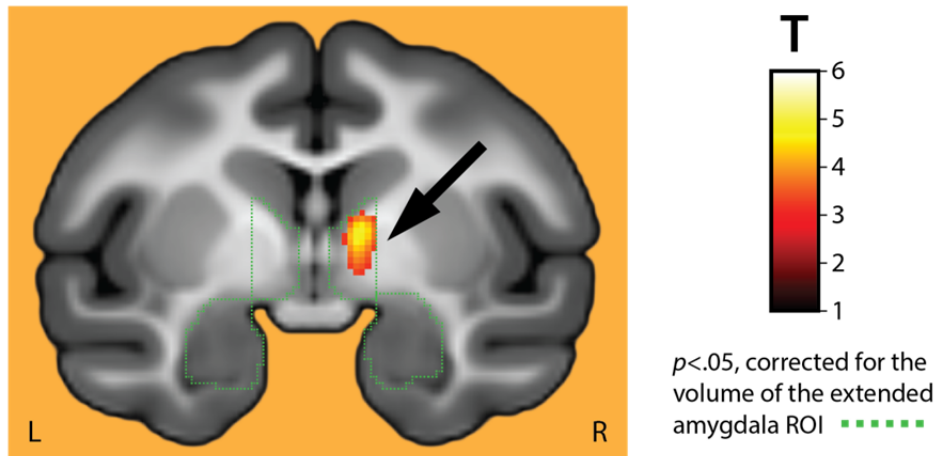 T
6
5
4
3
2
1
p<.05, corrected for the
volume of the extended
amygdala ROI
L
R